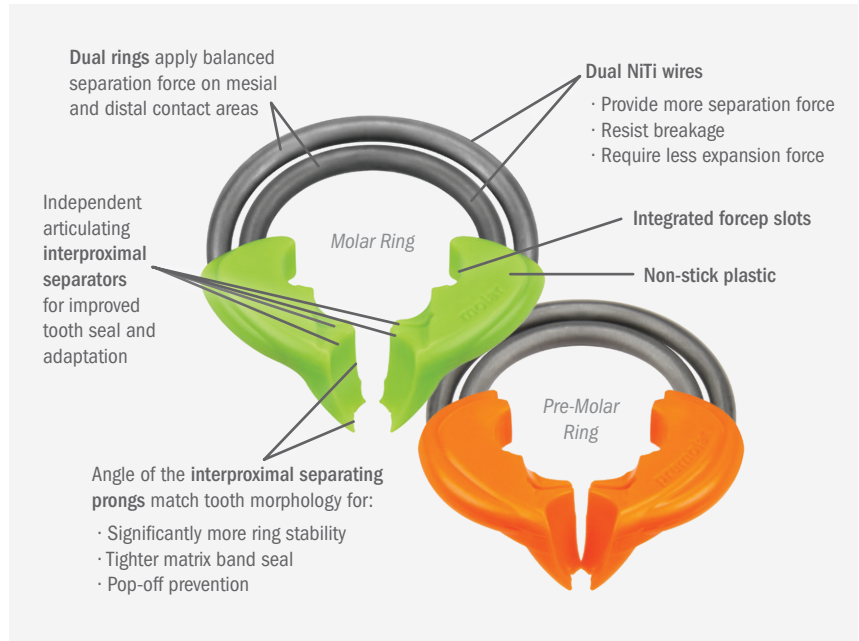 Dual rings apply balanced
separation force on mesial
and distal contact areas
Dual NiTi wires
· Provide more separation force
· Resist breakage
· Require less expansion force
Independent
articulating
interproximal
separators
for improved
tooth seal and
adaptation
Molar Ring
Integrated forcep slots
Non-stick plastic
molar
Pre-Molar
Ring
premolar
Angle of the interproximal separating
prongs match tooth morphology for:
· Significantly more ring stability
· Tighter matrix band seal
· Pop-off prevention